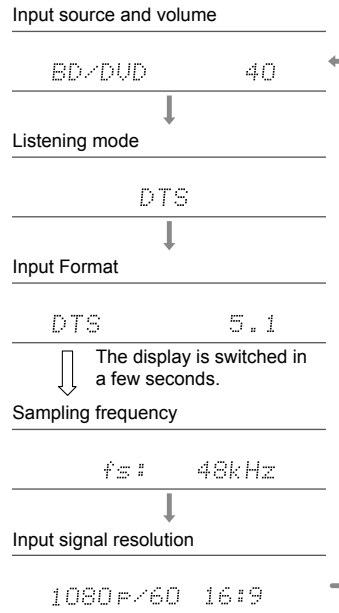 Input source and volume
BD/DVD 40
Listening mode
DTS
Input Format
DTS 5.1
The display is switched in
a few seconds.
Sampling frequency
fs: 48kHz
Input signal resolution
1080p/60 16:9